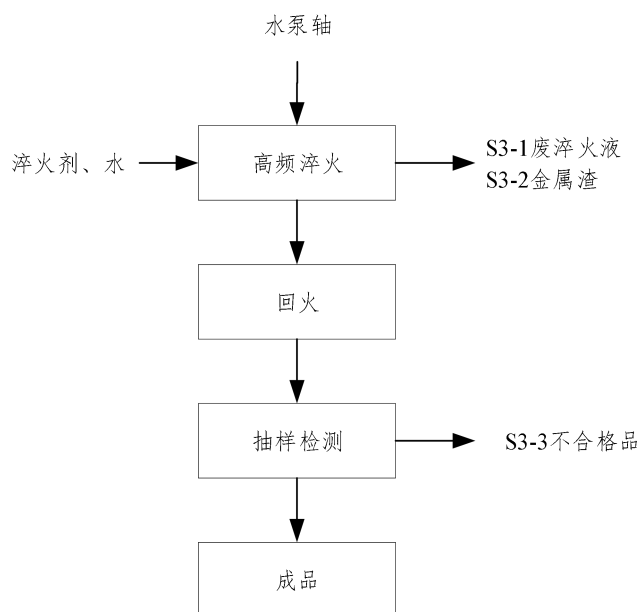 水泵轴
淬火剂、水
高频淬火
S3-1废淬火液
S3-2金属渣
回火
抽样检测
S3-3不合格品
成品